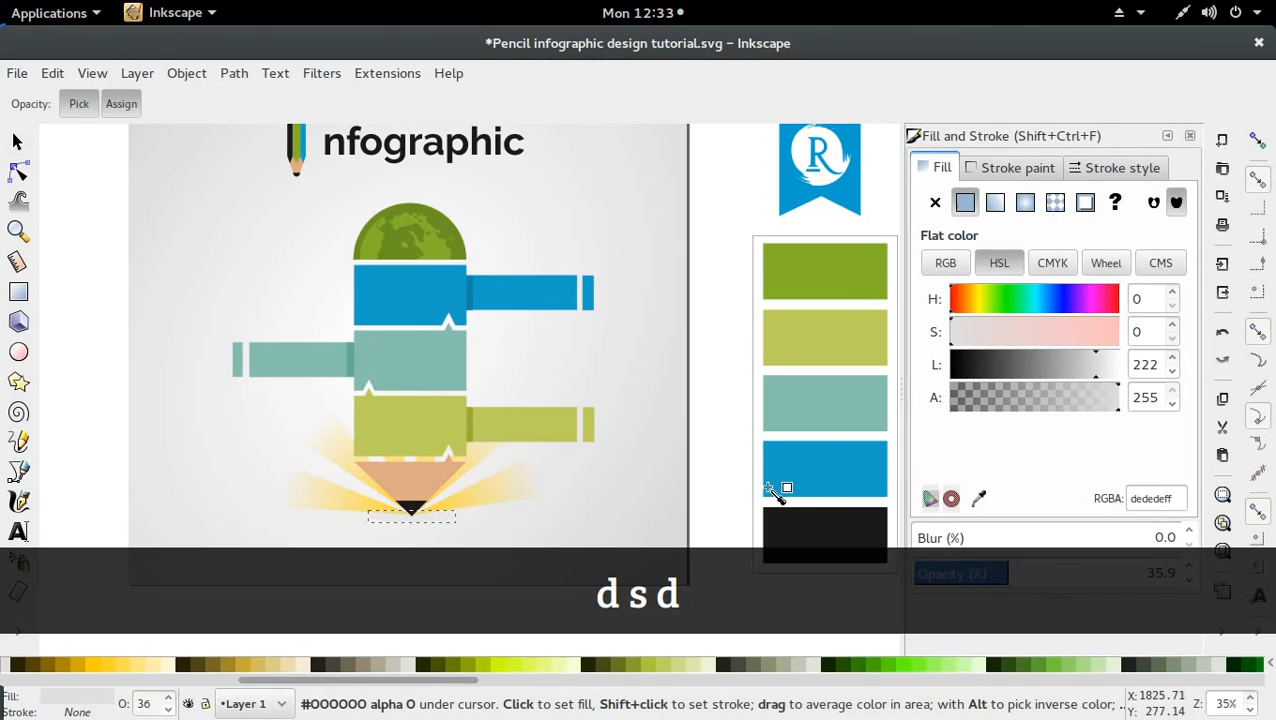 Applications Inkscape Mon 12:33
*Pencil infographic design tutorial.svg – Inkscape
File Edit View Layer Object Path Text Filters Extensions Help
Opacity: Pick Assign
Fill and Stroke (Shift+Ctrl+F)
Fill Stroke paint Stroke style
nfographic
R
?
Flat color
RGB HSL CMYK Wheel CMS
H: 0
S: 0
L: 222
A: 255
RGBA: dededeff
Blur (%) 0.0
Opacity (%) 35.9
d s d
Fill:
Stroke: None
O: 36
•Layer 1
#000000 alpha 0 under cursor. Click to set fill, Shift+click to set stroke; drag to average color in area; with Alt to pick inverse color;
X: 1825.71
Y: 277.14
Z: 35%